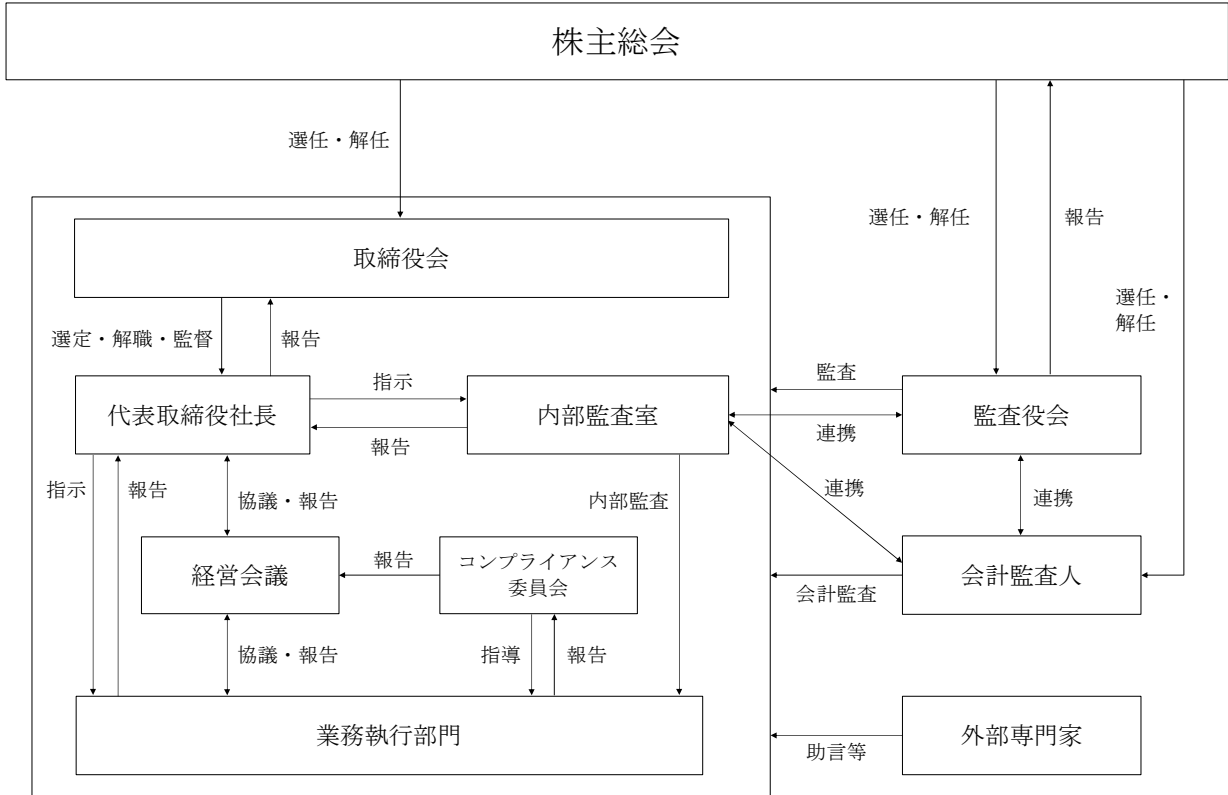 株主総会
選任・解任
選任・解任
報告
選任・
解任
取締役会
選定・解職・監督
報告
代表取締役社長
指示
報告
内部監査室
監査
連携
監査役会
指示
報告
協議・報告
内部監査
連携
連携
経営会議
報告
コンプライアンス
委員会
会計監査
会計監査人
協議・報告
指導
報告
業務執行部門
助言等
外部専門家